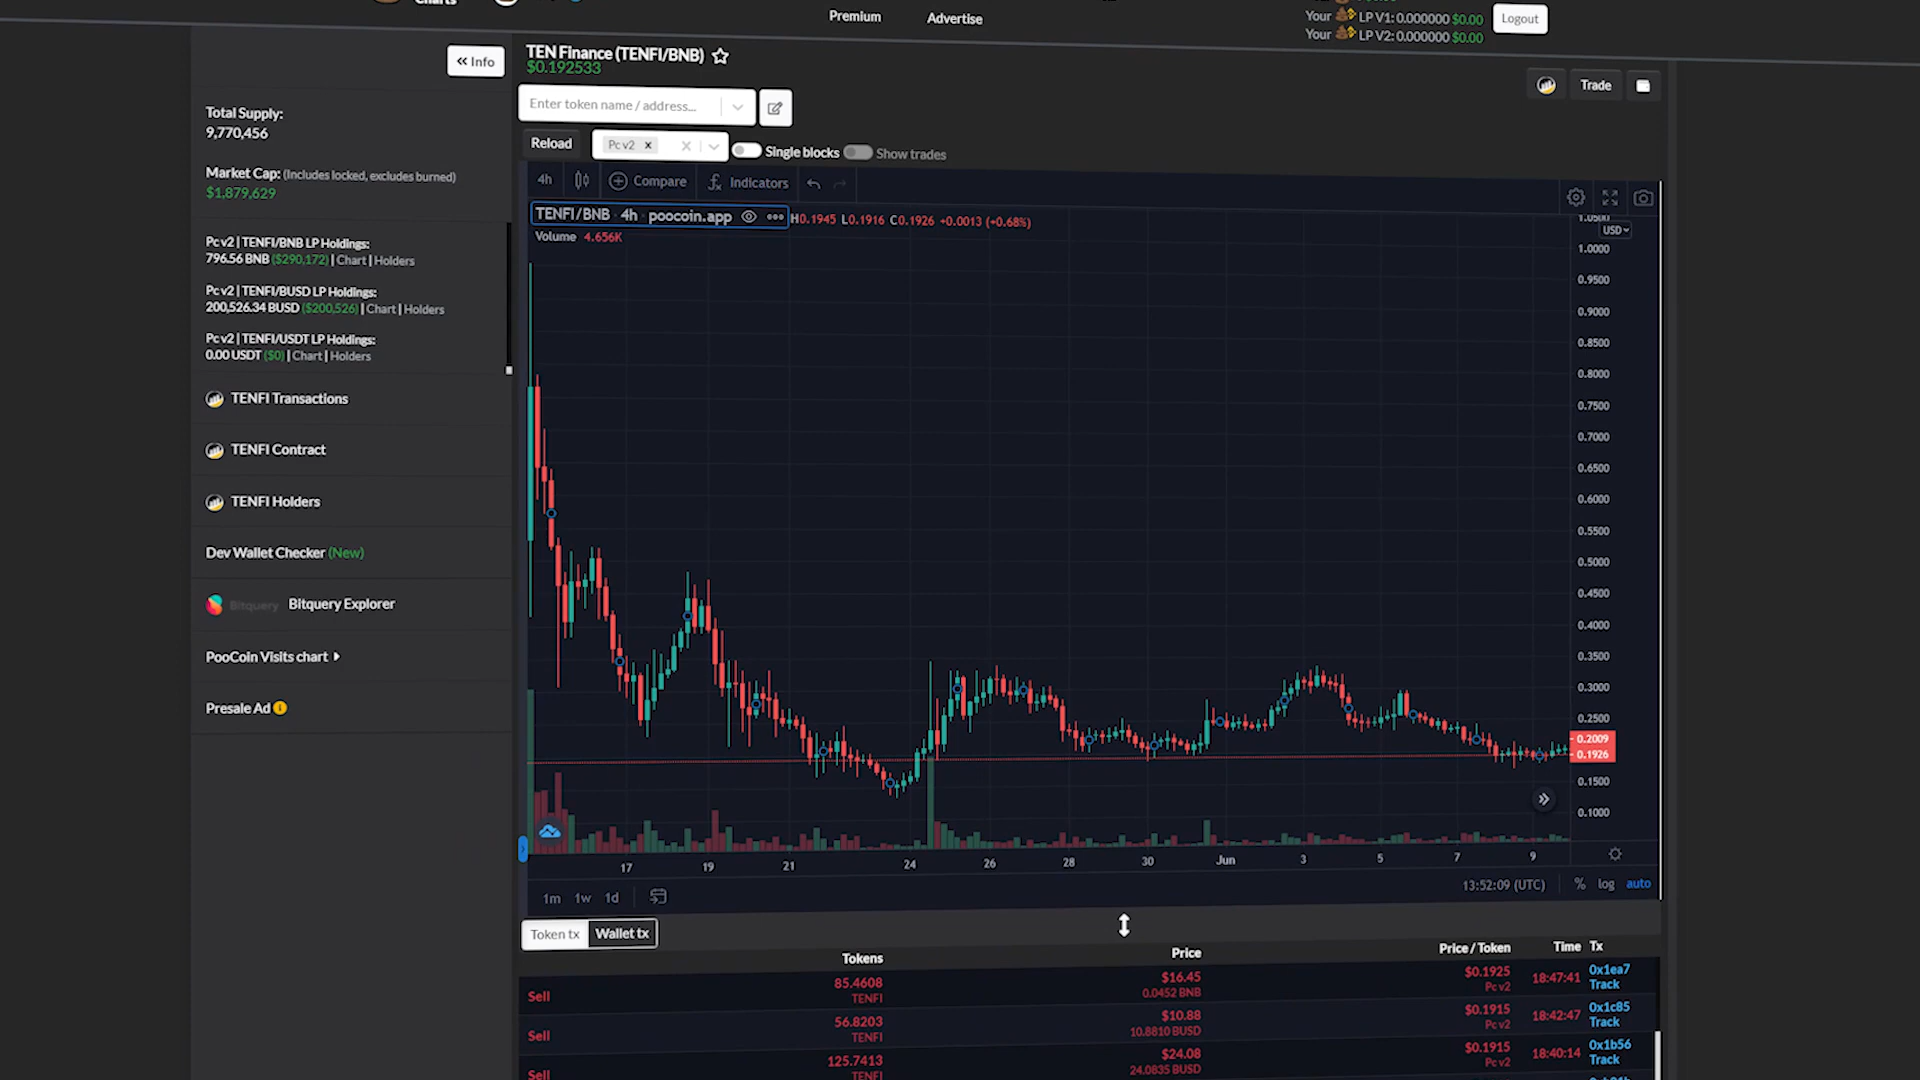 Charts
Premium
Advertise
Your LP V1: 0.000000 $0.00
Your LP V2: 0.000000 $0.00
Logout
Info
Total Supply:
9,770,456
Market Cap: (Includes locked, excludes burned)
$1,879,629
Pc v2 | TENFI/BNB LP Holdings:
796.56 BNB ($290,172) | Chart | Holders
Pc v2 | TENFI/BUSD LP Holdings:
200,526.34 BUSD ($200,526) | Chart | Holders
Pc v2 | TENFI/USDT LP Holdings:
0.00 USDT ($0) | Chart | Holders
TENFI Transactions
TENFI Contract
TENFI Holders
Dev Wallet Checker (New)
Bitquery Bitquery Explorer
PooCoin Visits chart
Presale Ad
TEN Finance (TENFI/BNB)
$0.192533
Enter token name / address...
Trade
Reload
Pc v2
Single blocks
Show trades
4h
Compare
Indicators
TENFI/BNB · 4h · poocoin.app
H0.1945 L0.1916 C0.1926 +0.0013 (+0.68%)
Volume 4.656K
1.0500
USD
1.0000
0.9500
0.9000
0.8500
0.8000
0.7500
0.7000
0.6500
0.6000
0.5500
0.5000
0.4500
0.4000
0.3500
0.3000
0.2500
0.2009
0.1926
0.1500
0.1000
17 19 21 24 26 28 30 Jun 3 5 7 9
1m 1w 1d
13:52:09 (UTC) % log auto
Token tx
Wallet tx
Tokens Price Price / Token Time Tx
Sell 85.4608 TENFI $16.45 0.0452 BNB $0.1925 Pc v2 18:47:41 0x1ea7 Track
Sell 56.8203 TENFI $10.88 10.8810 BUSD $0.1915 Pc v2 18:42:47 0x1c85 Track
Sell 125.7413 TENFI $24.08 24.0835 BUSD $0.1915 Pc v2 18:40:14 0x1b56 Track